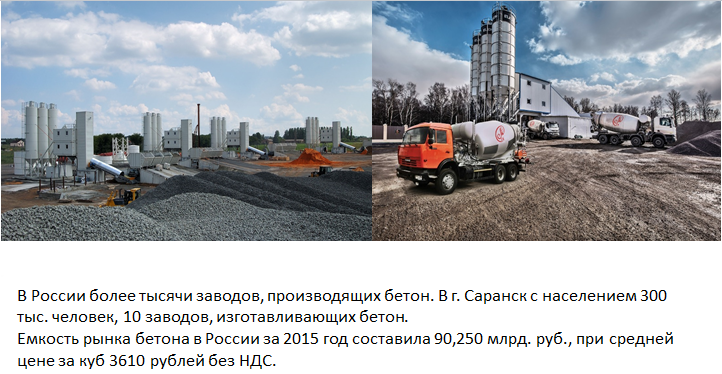 В России более тысячи заводов, производящих бетон. В г. Саранск с населением 300
тыс. человек, 10 заводов, изготавливающих бетон.
Емкость рынка бетона в России за 2015 год составила 90,250 млрд. руб., при средней
цене за куб 3610 рублей без НДС.